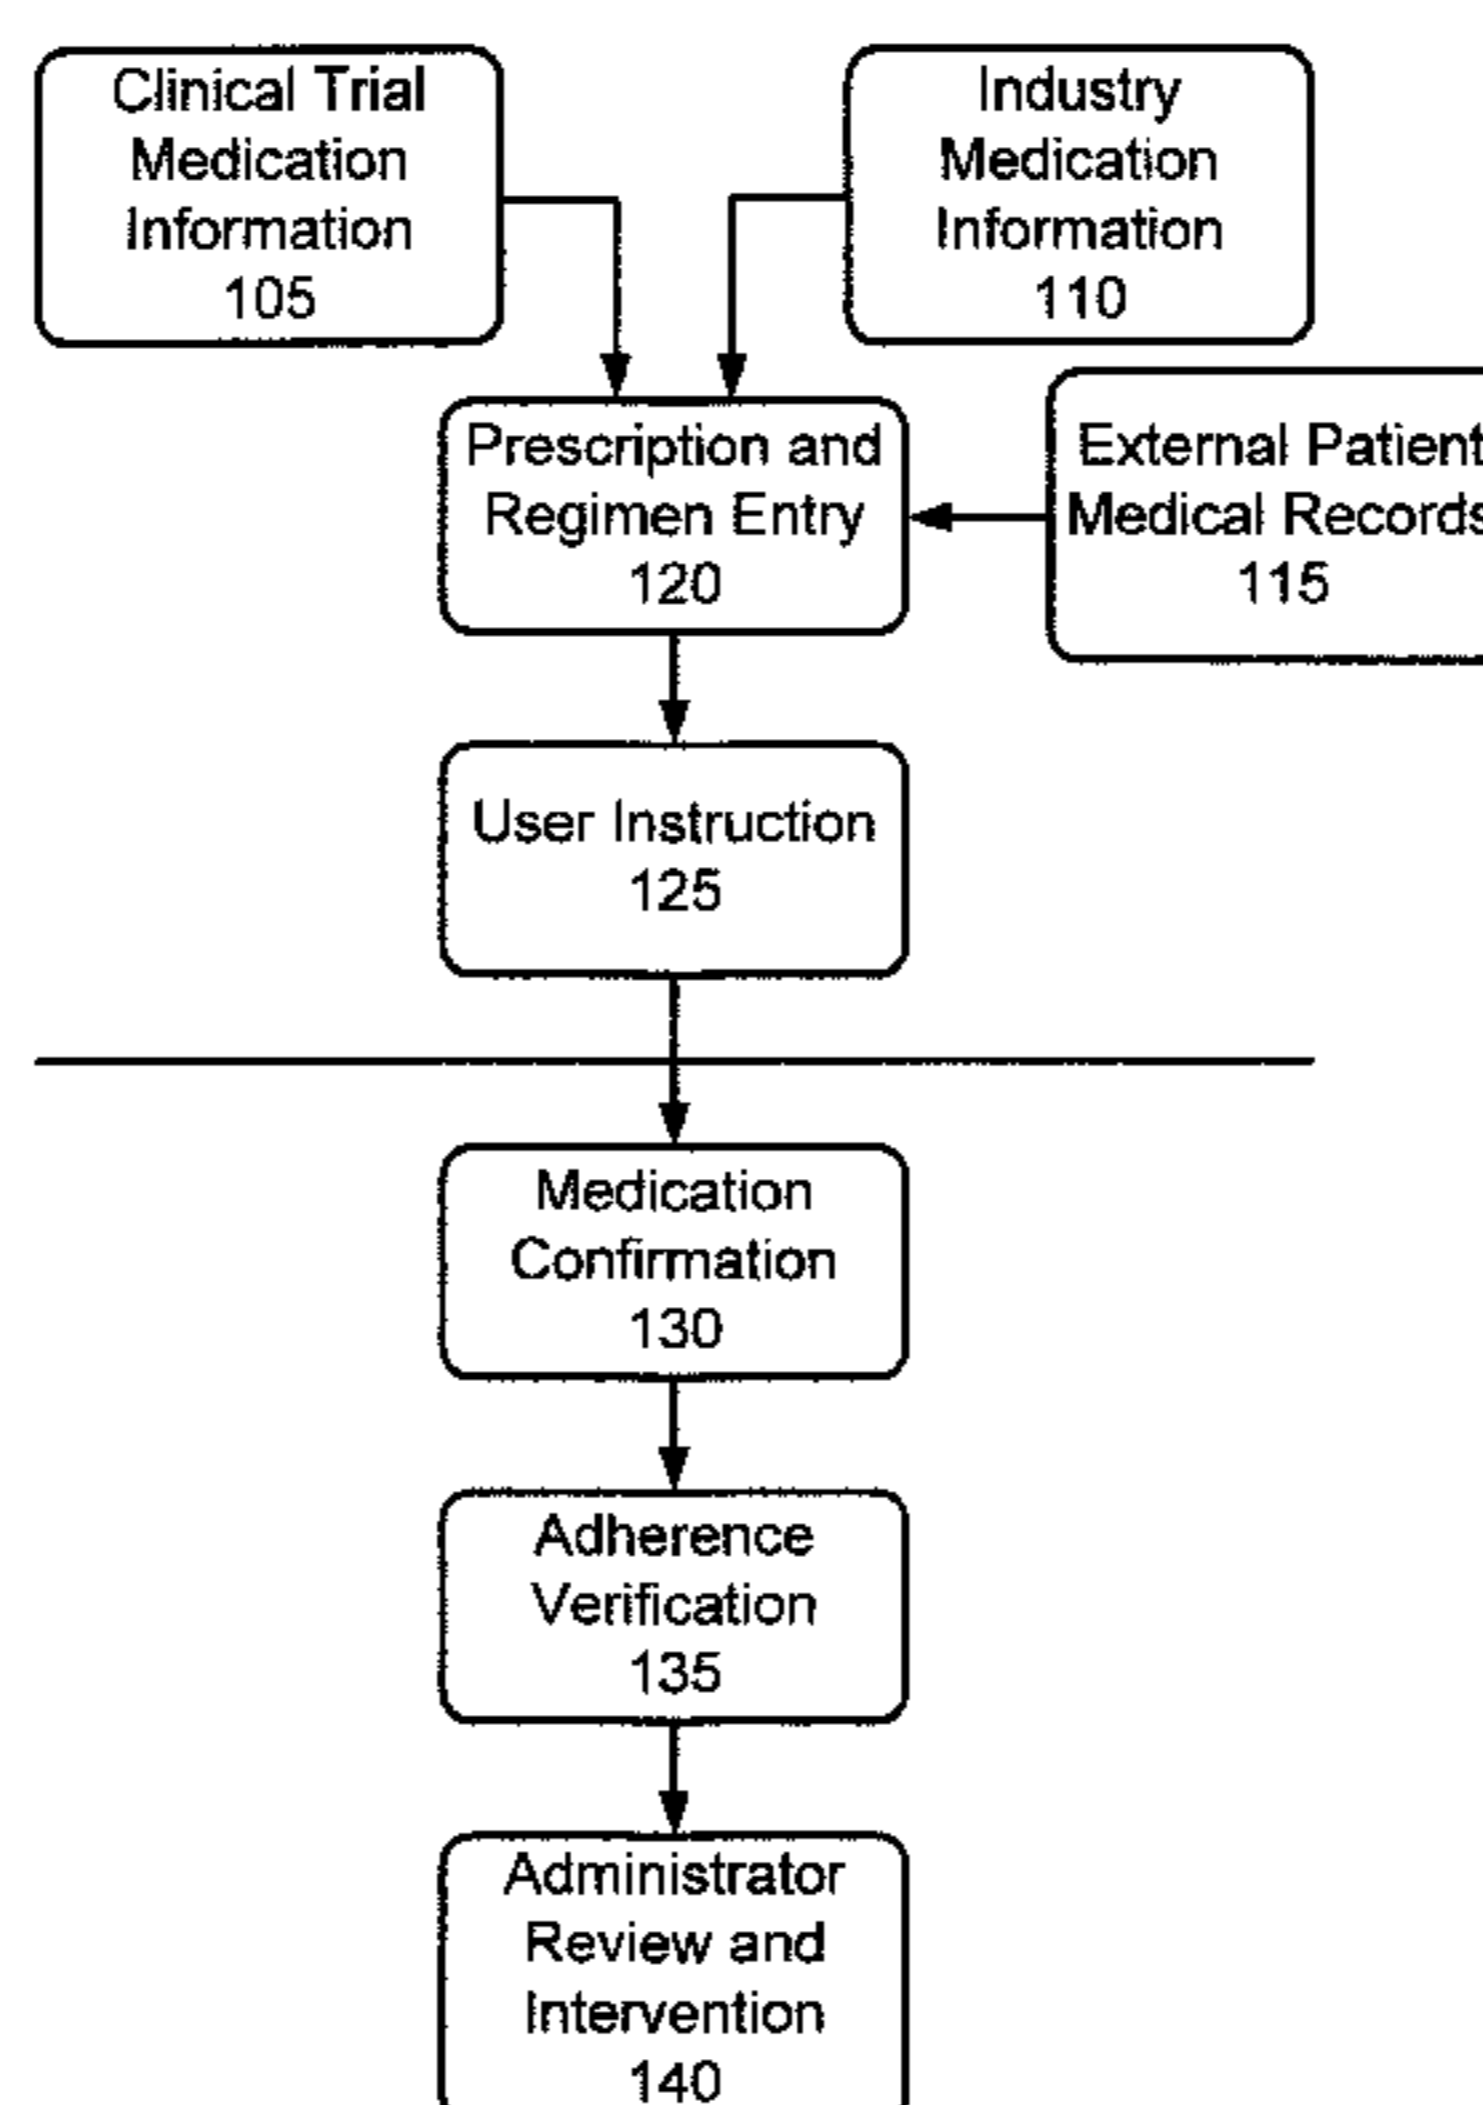 Clinical Trial
Medication
Information
105
Industry
Medication
Information
110
Prescription and
Regimen Entry
120
External Patient
Medical Records
115
User Instruction
125
Medication
Confirmation
130
Adherence
Verification
135
Administrator
Review and
Intervention
140